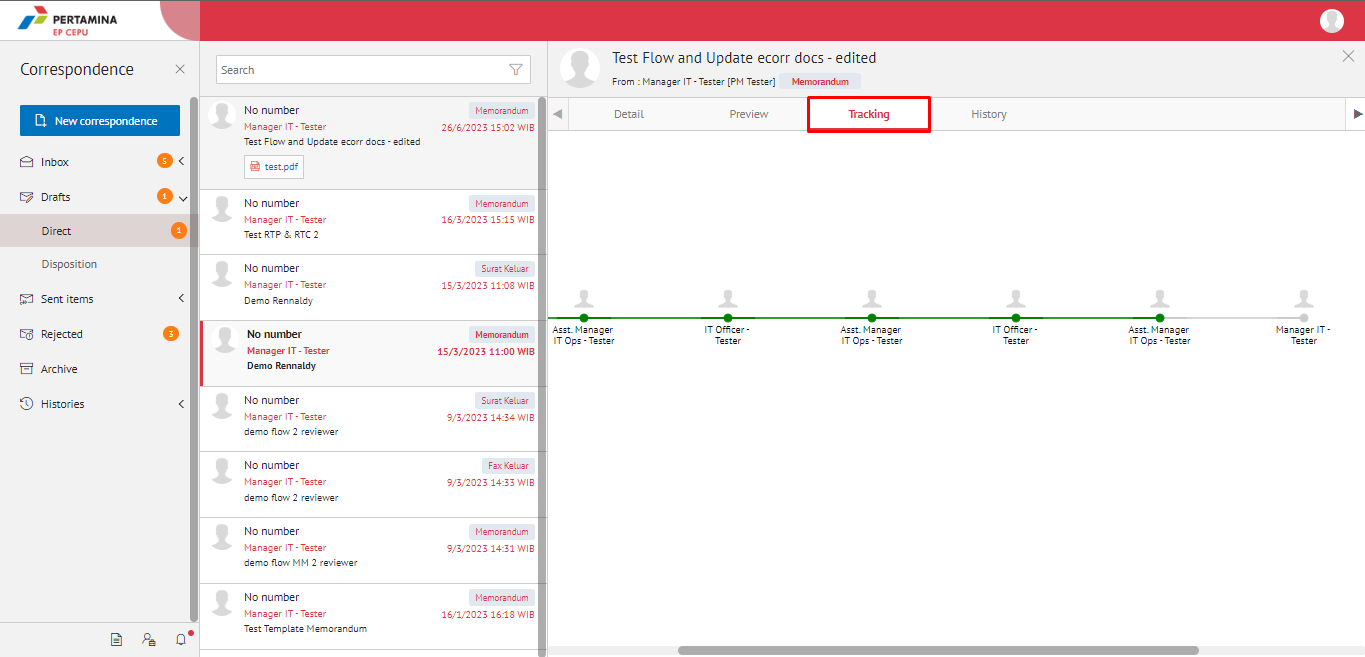 PERTAMINA
EP CEPU
Correspondence
New correspondence
Inbox 5
Drafts 1
Direct 1
Disposition
Sent items
Rejected 3
Archive
Histories
Search
No number Memorandum
Manager IT - Tester 26/6/2023 15:02 WIB
Test Flow and Update ecorr docs - edited
test.pdf
No number Memorandum
Manager IT - Tester 16/3/2023 15:15 WIB
Test RTP & RTC 2
No number Surat Keluar
Manager IT - Tester 15/3/2023 11:08 WIB
Demo Rennaldy
No number Memorandum
Manager IT - Tester 15/3/2023 11:00 WIB
Demo Rennaldy
No number Surat Keluar
Manager IT - Tester 9/3/2023 14:34 WIB
demo flow 2 reviewer
No number Fax Keluar
Manager IT - Tester 9/3/2023 14:33 WIB
demo flow 2 reviewer
No number Memorandum
Manager IT - Tester 9/3/2023 14:31 WIB
demo flow MM 2 reviewer
No number Memorandum
Manager IT - Tester 16/1/2023 16:18 WIB
Test Template Memorandum
Test Flow and Update ecorr docs - edited
From : Manager IT - Tester [PM Tester] Memorandum
Detail Preview Tracking History
Asst. Manager
IT Ops - Tester
IT Officer -
Tester
Asst. Manager
IT Ops - Tester
IT Officer -
Tester
Asst. Manager
IT Ops - Tester
Manager IT -
Tester